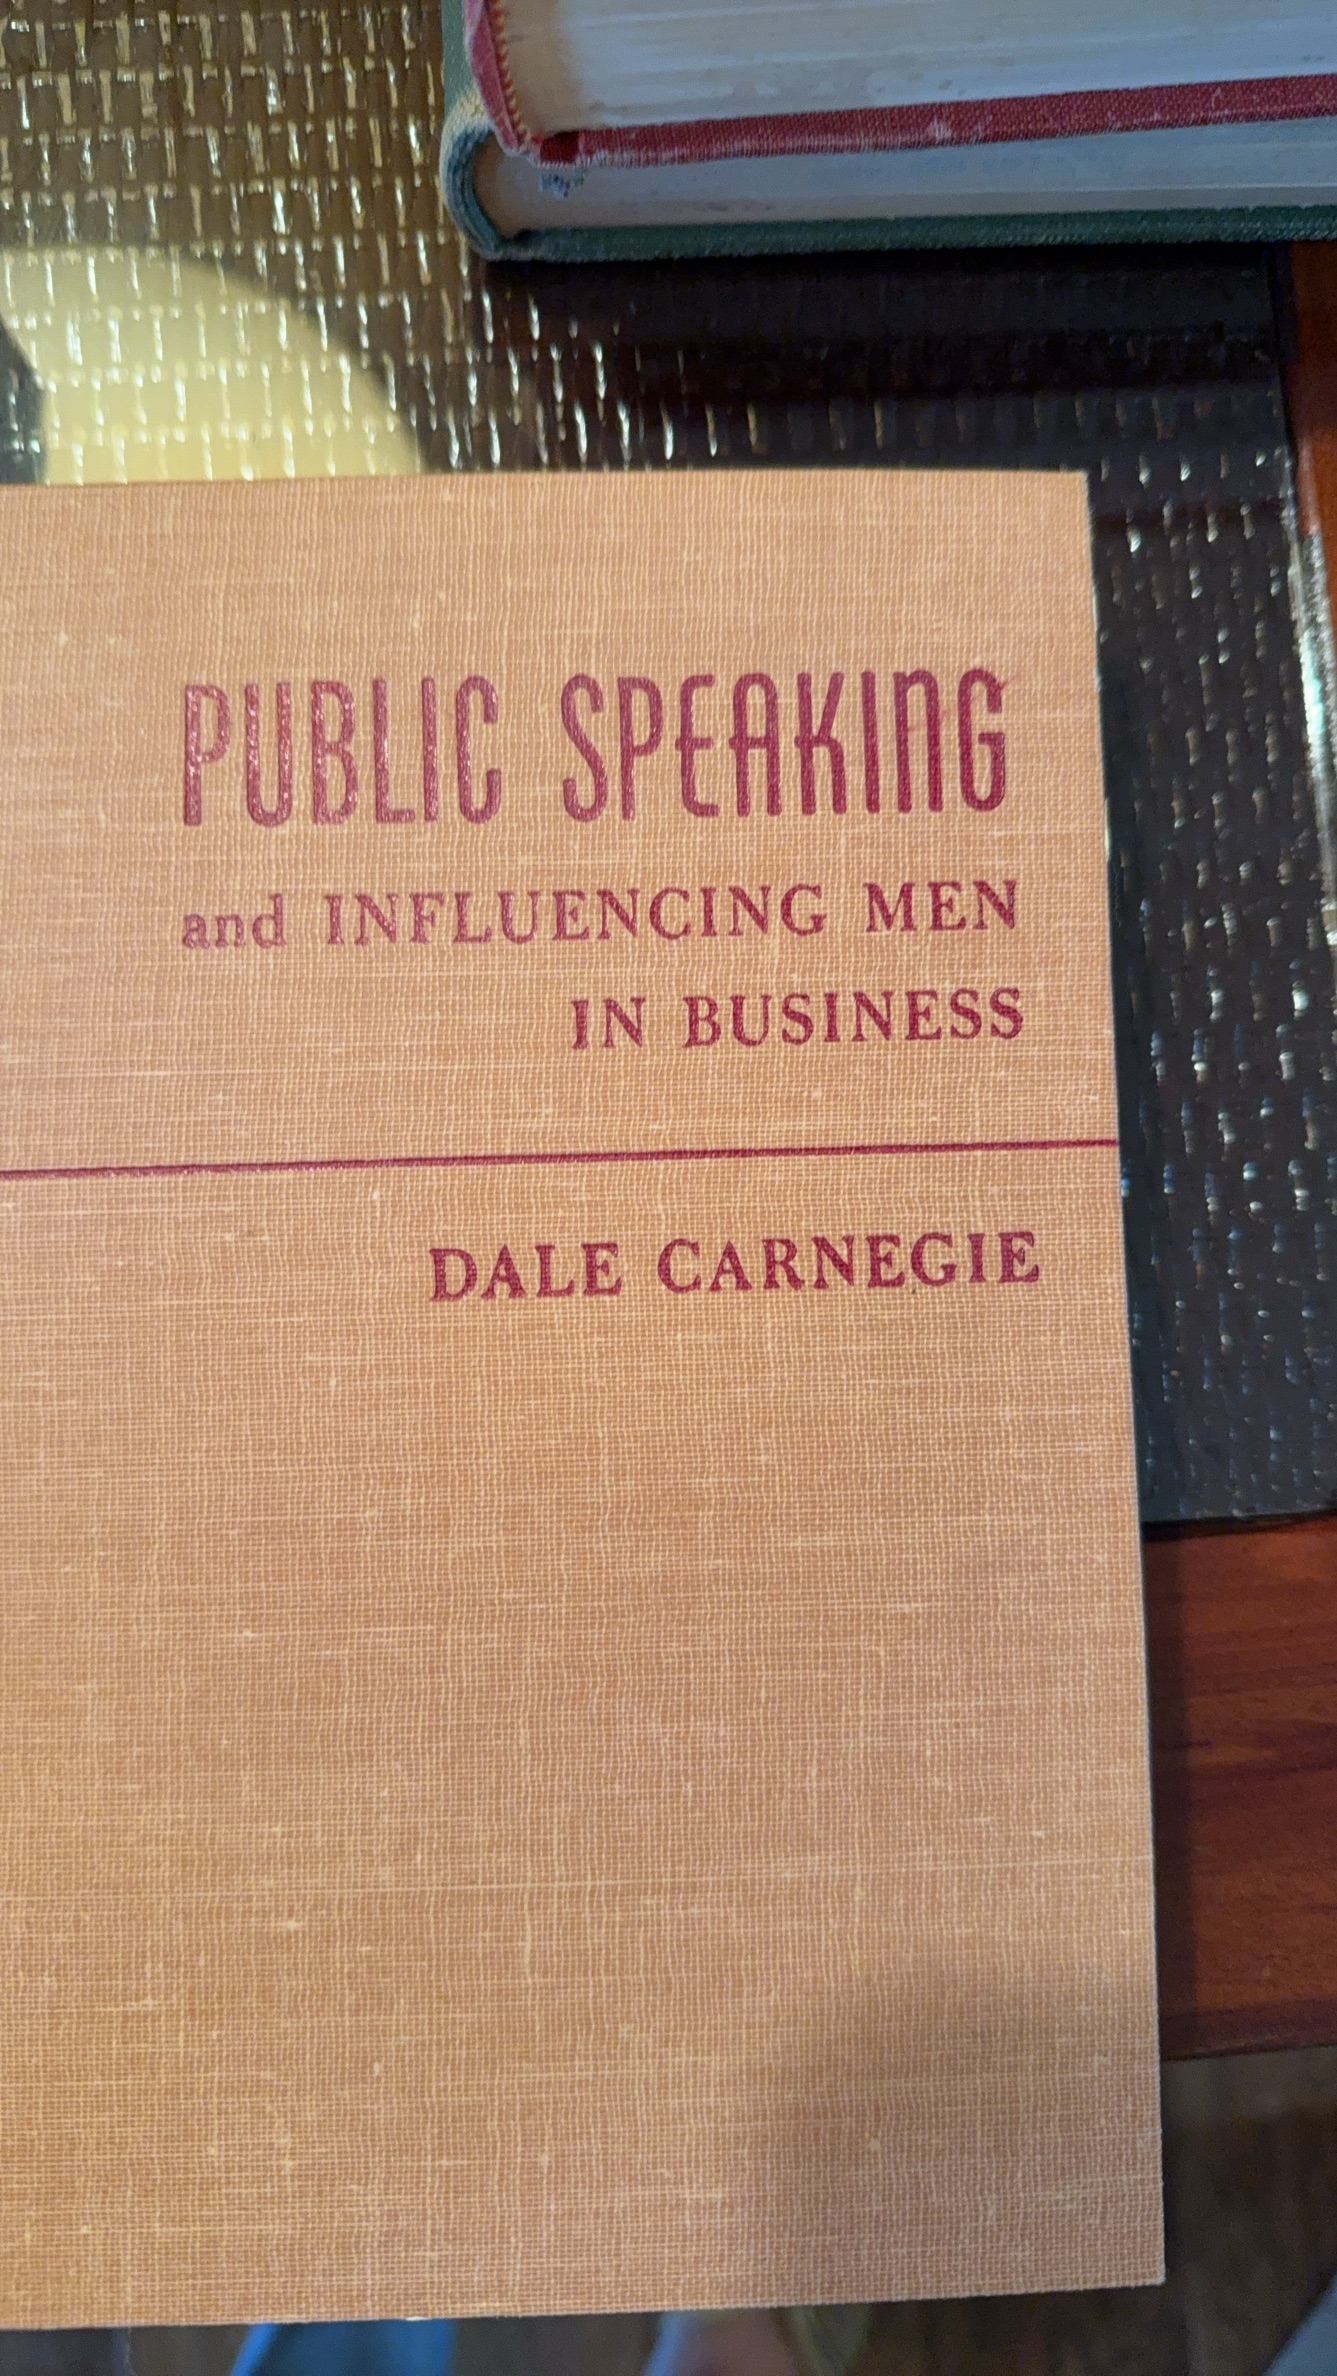 PUBLIC SPEAKING
and INFLUENCING MEN
IN BUSINESS
DALE CARNEGIE